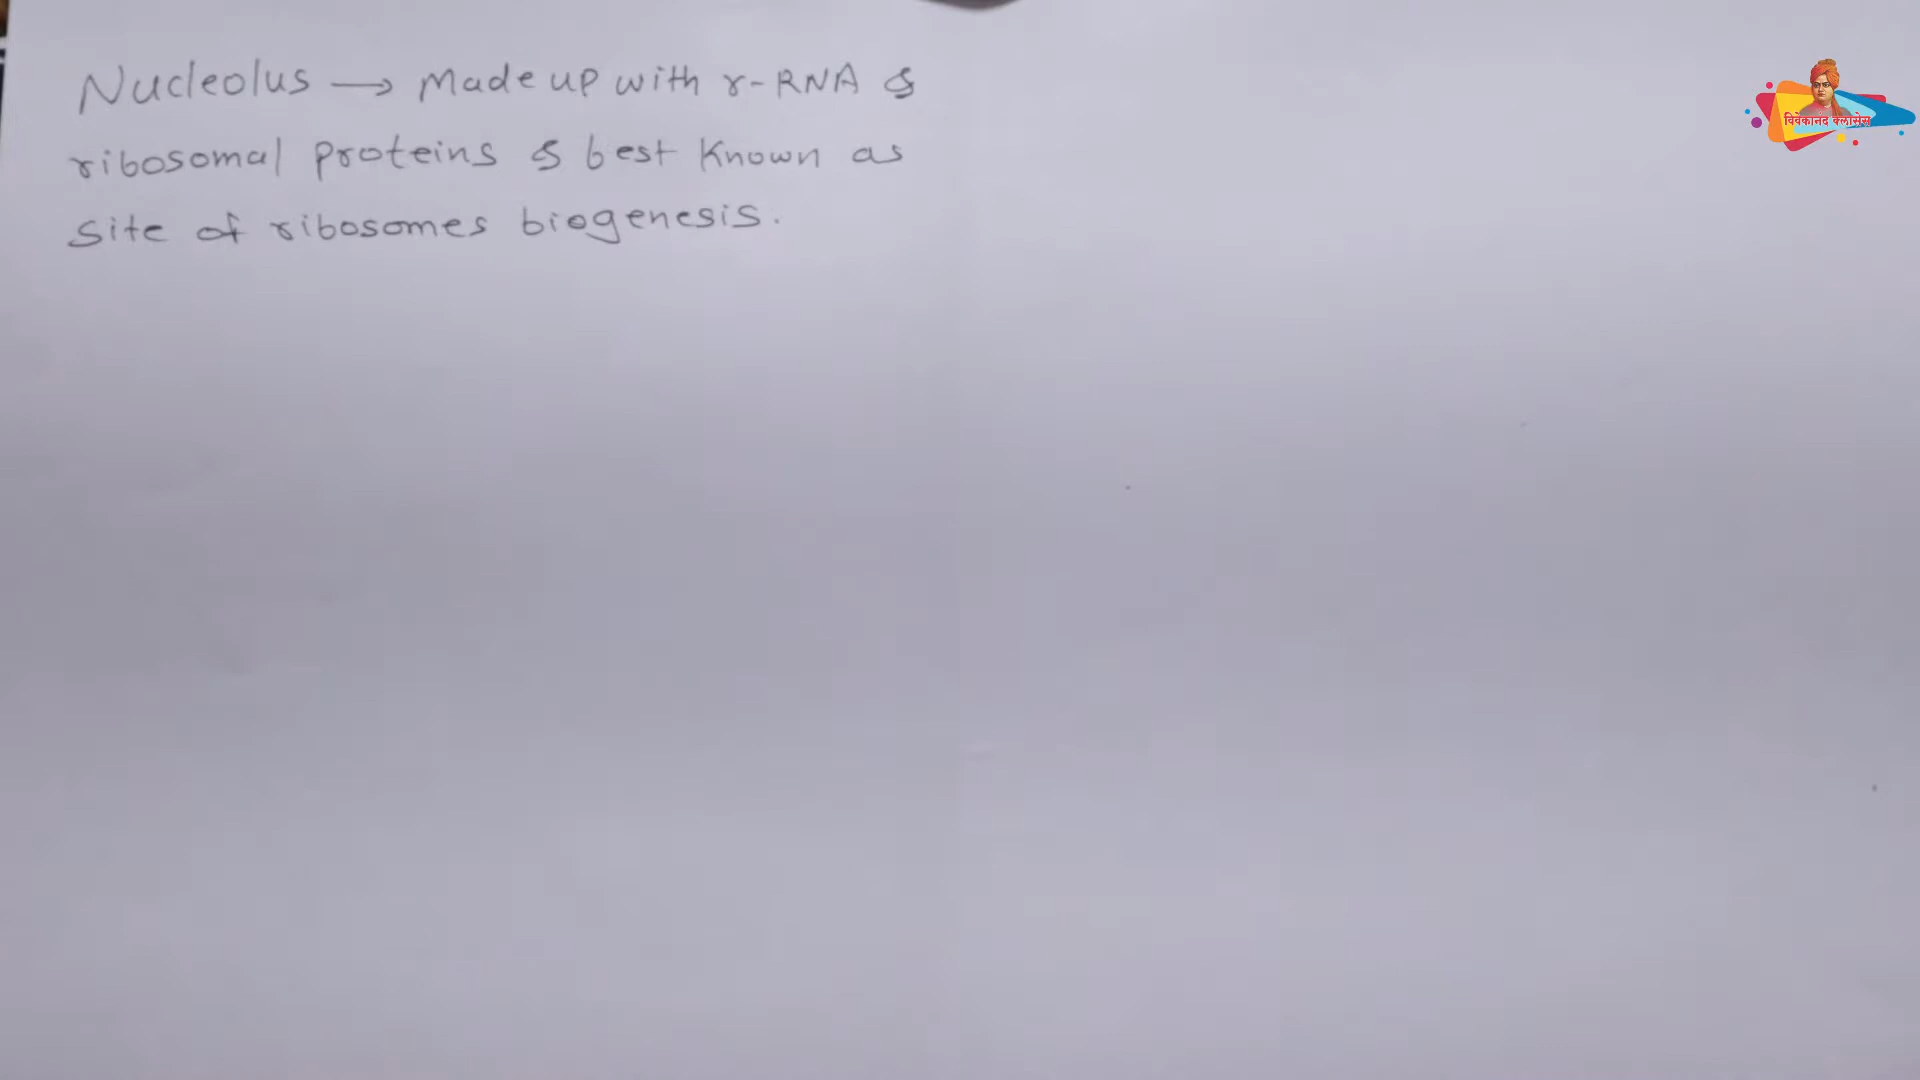 Nucleolus → Made up with r-RNA &
ribosomal proteins & best known as
site of ribosomes biogenesis.
विवेकानंद क्लासेस